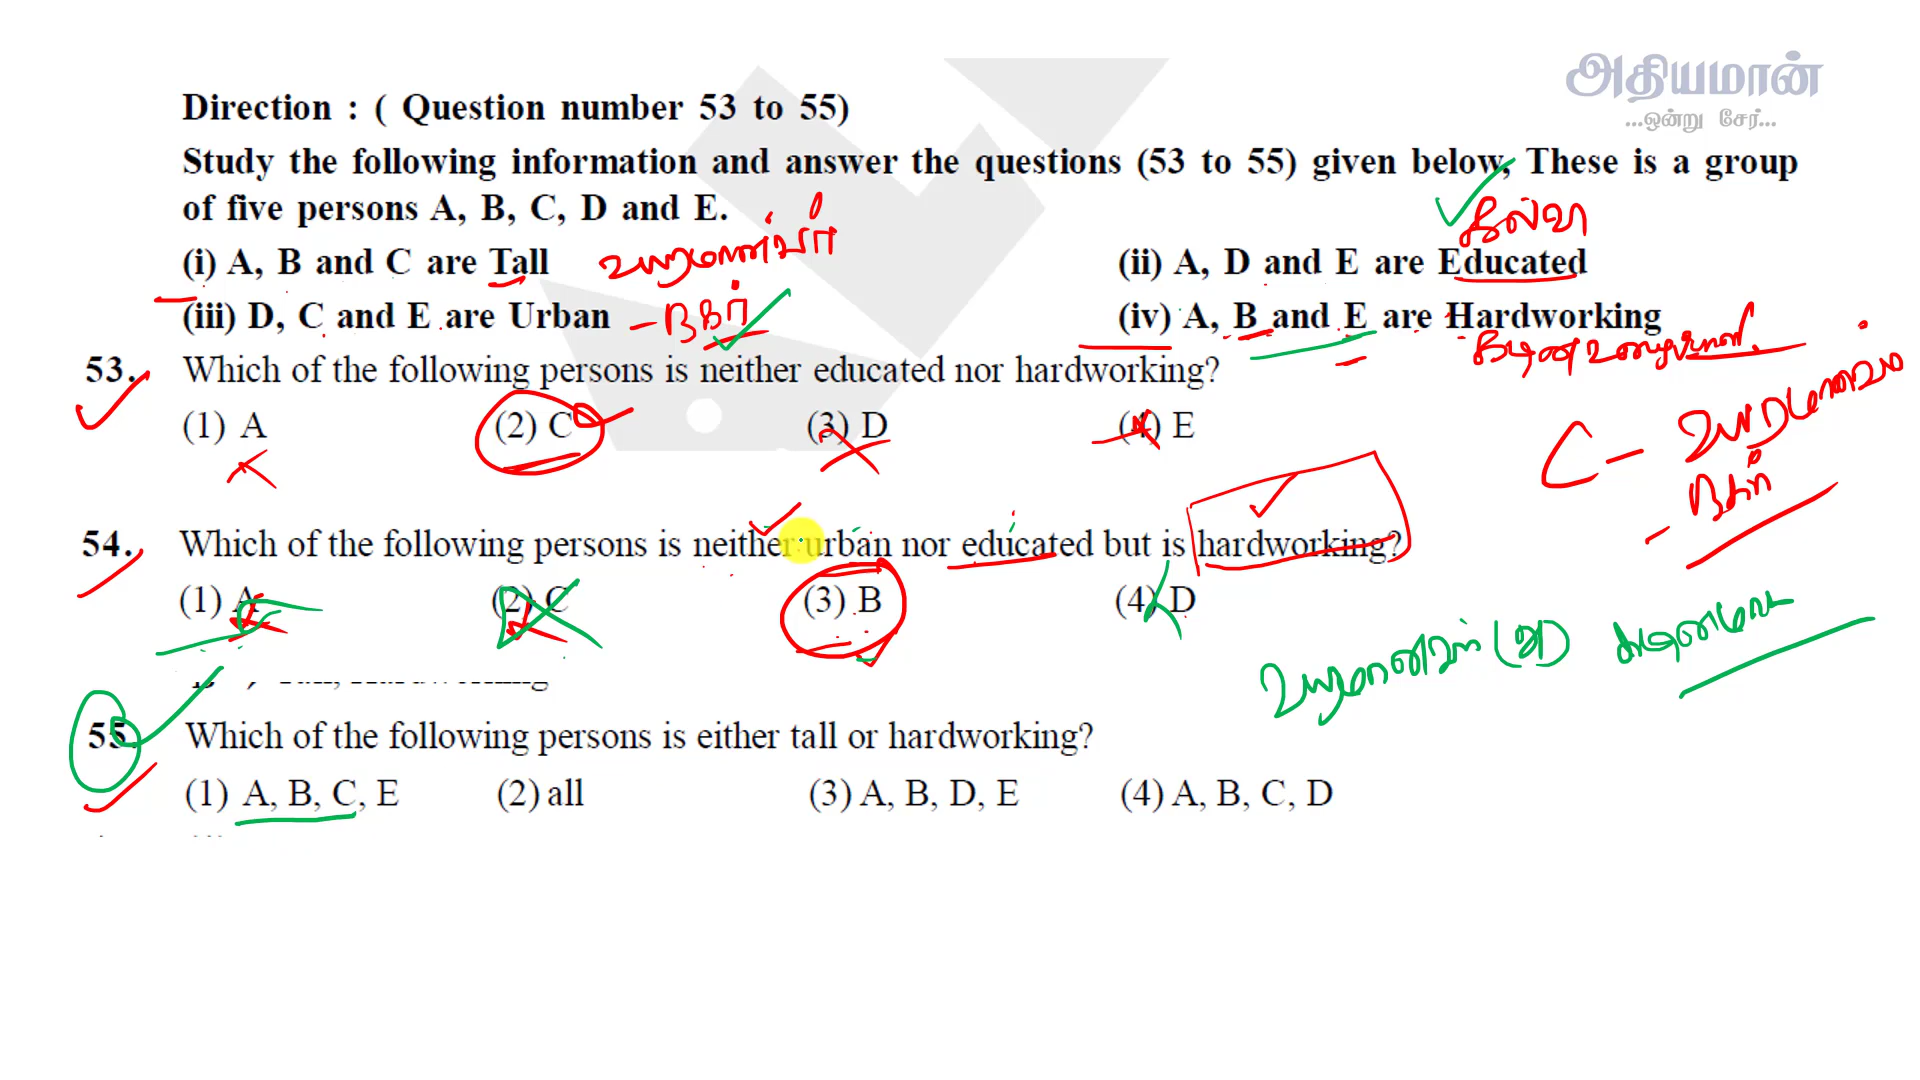 அதியமான்
...ஒன்று சேர்...
Direction : ( Question number 53 to 55)
Study the following information and answer the questions (53 to 55) given below, These is a group
of five persons A, B, C, D and E.
(i) A, B and C are Tall
(ii) A, D and E are Educated
(iii) D, C and E are Urban
(iv) A, B and E are Hardworking
53. Which of the following persons is neither educated nor hardworking?
(1) A (2) C (3) D (4) E
C –
54. Which of the following persons is neither urban nor educated but is hardworking?
(1) A (2) C (3) B (4) D
55. Which of the following persons is either tall or hardworking?
(1) A, B, C, E (2) all (3) A, B, D, E (4) A, B, C, D